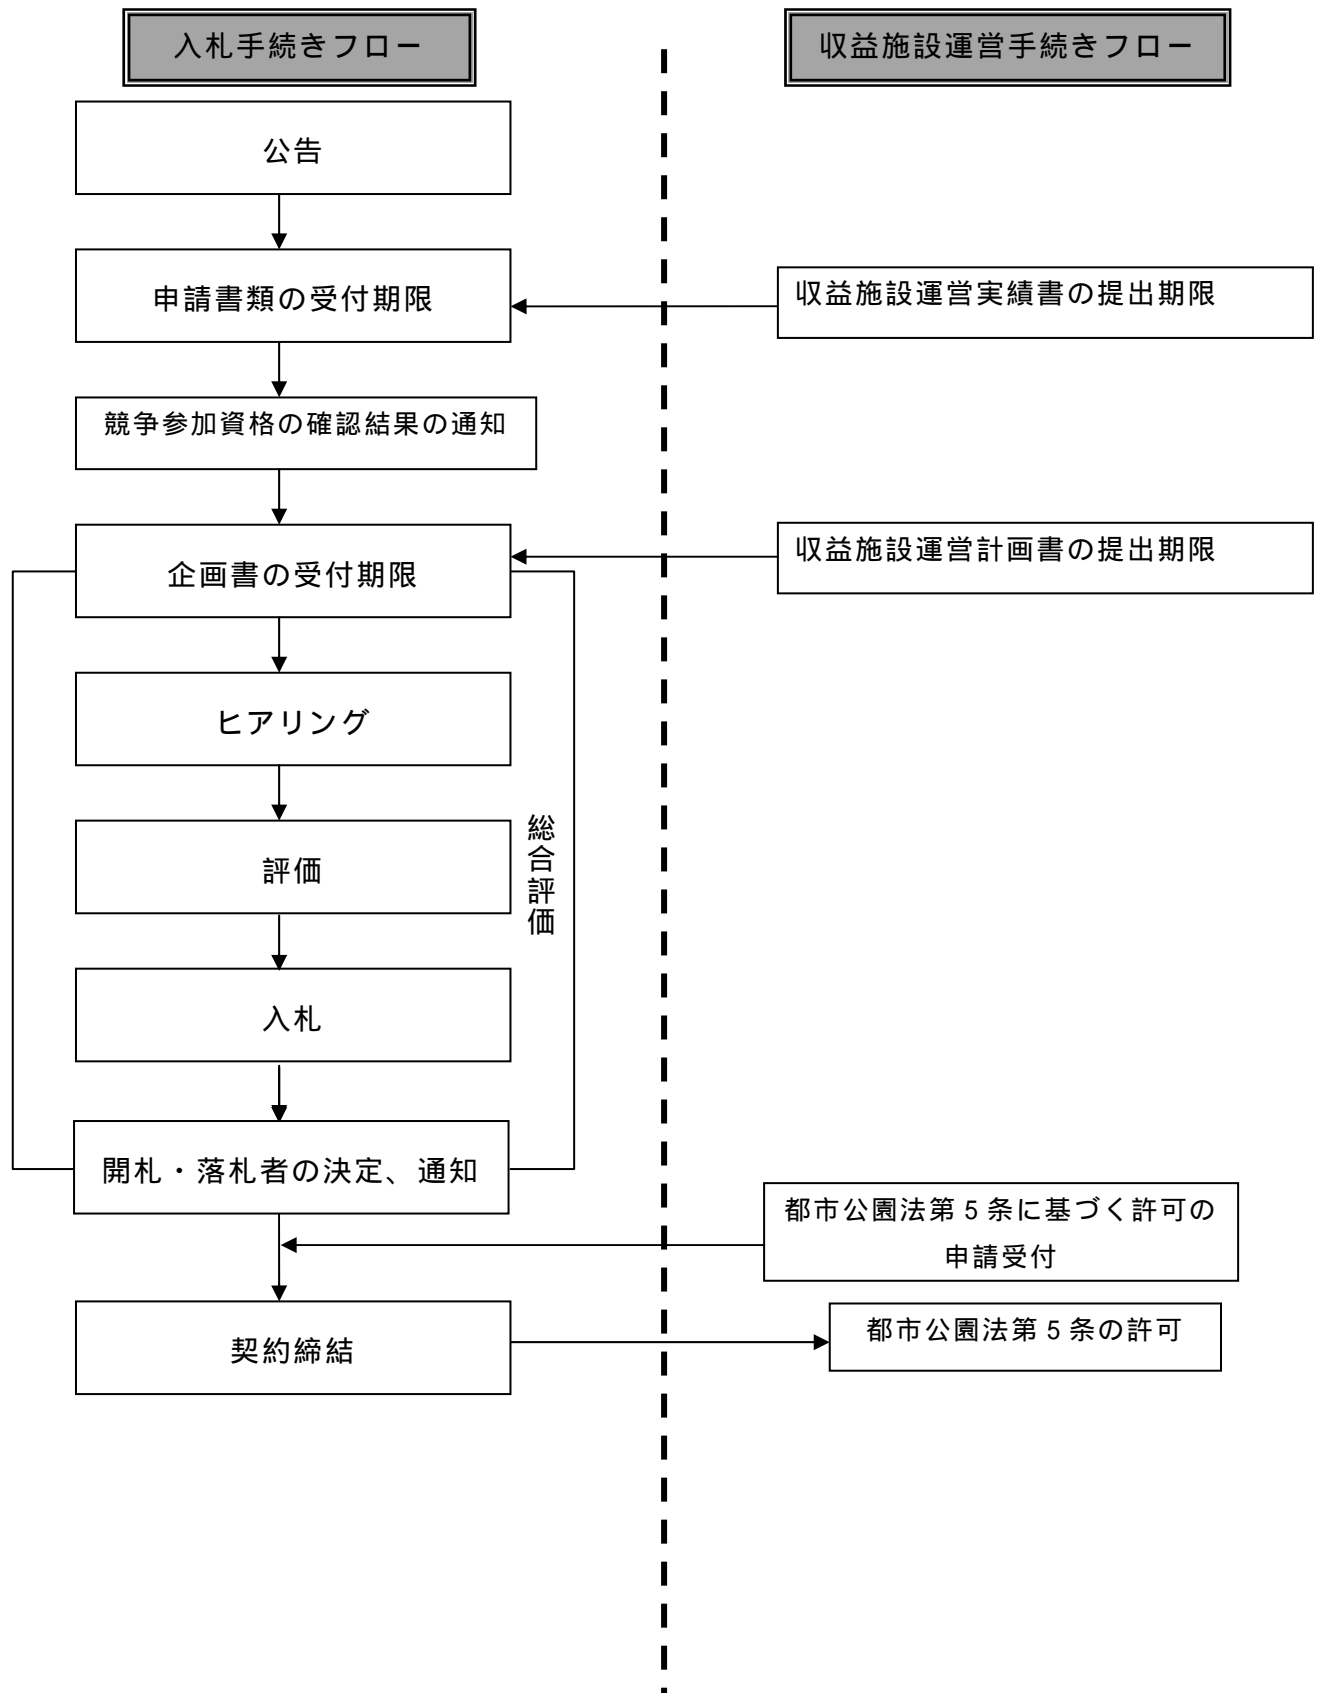 入札手続きフロー
収益施設運営手続きフロー
公告
申請書類の受付期限
収益施設運営実績書の提出期限
競争参加資格の確認結果の通知
企画書の受付期限
収益施設運営計画書の提出期限
ヒアリング
評価
総合評価
入札
開札・落札者の決定、通知
都市公園法第5条に基づく許可の
申請受付
契約締結
都市公園法第5条の許可